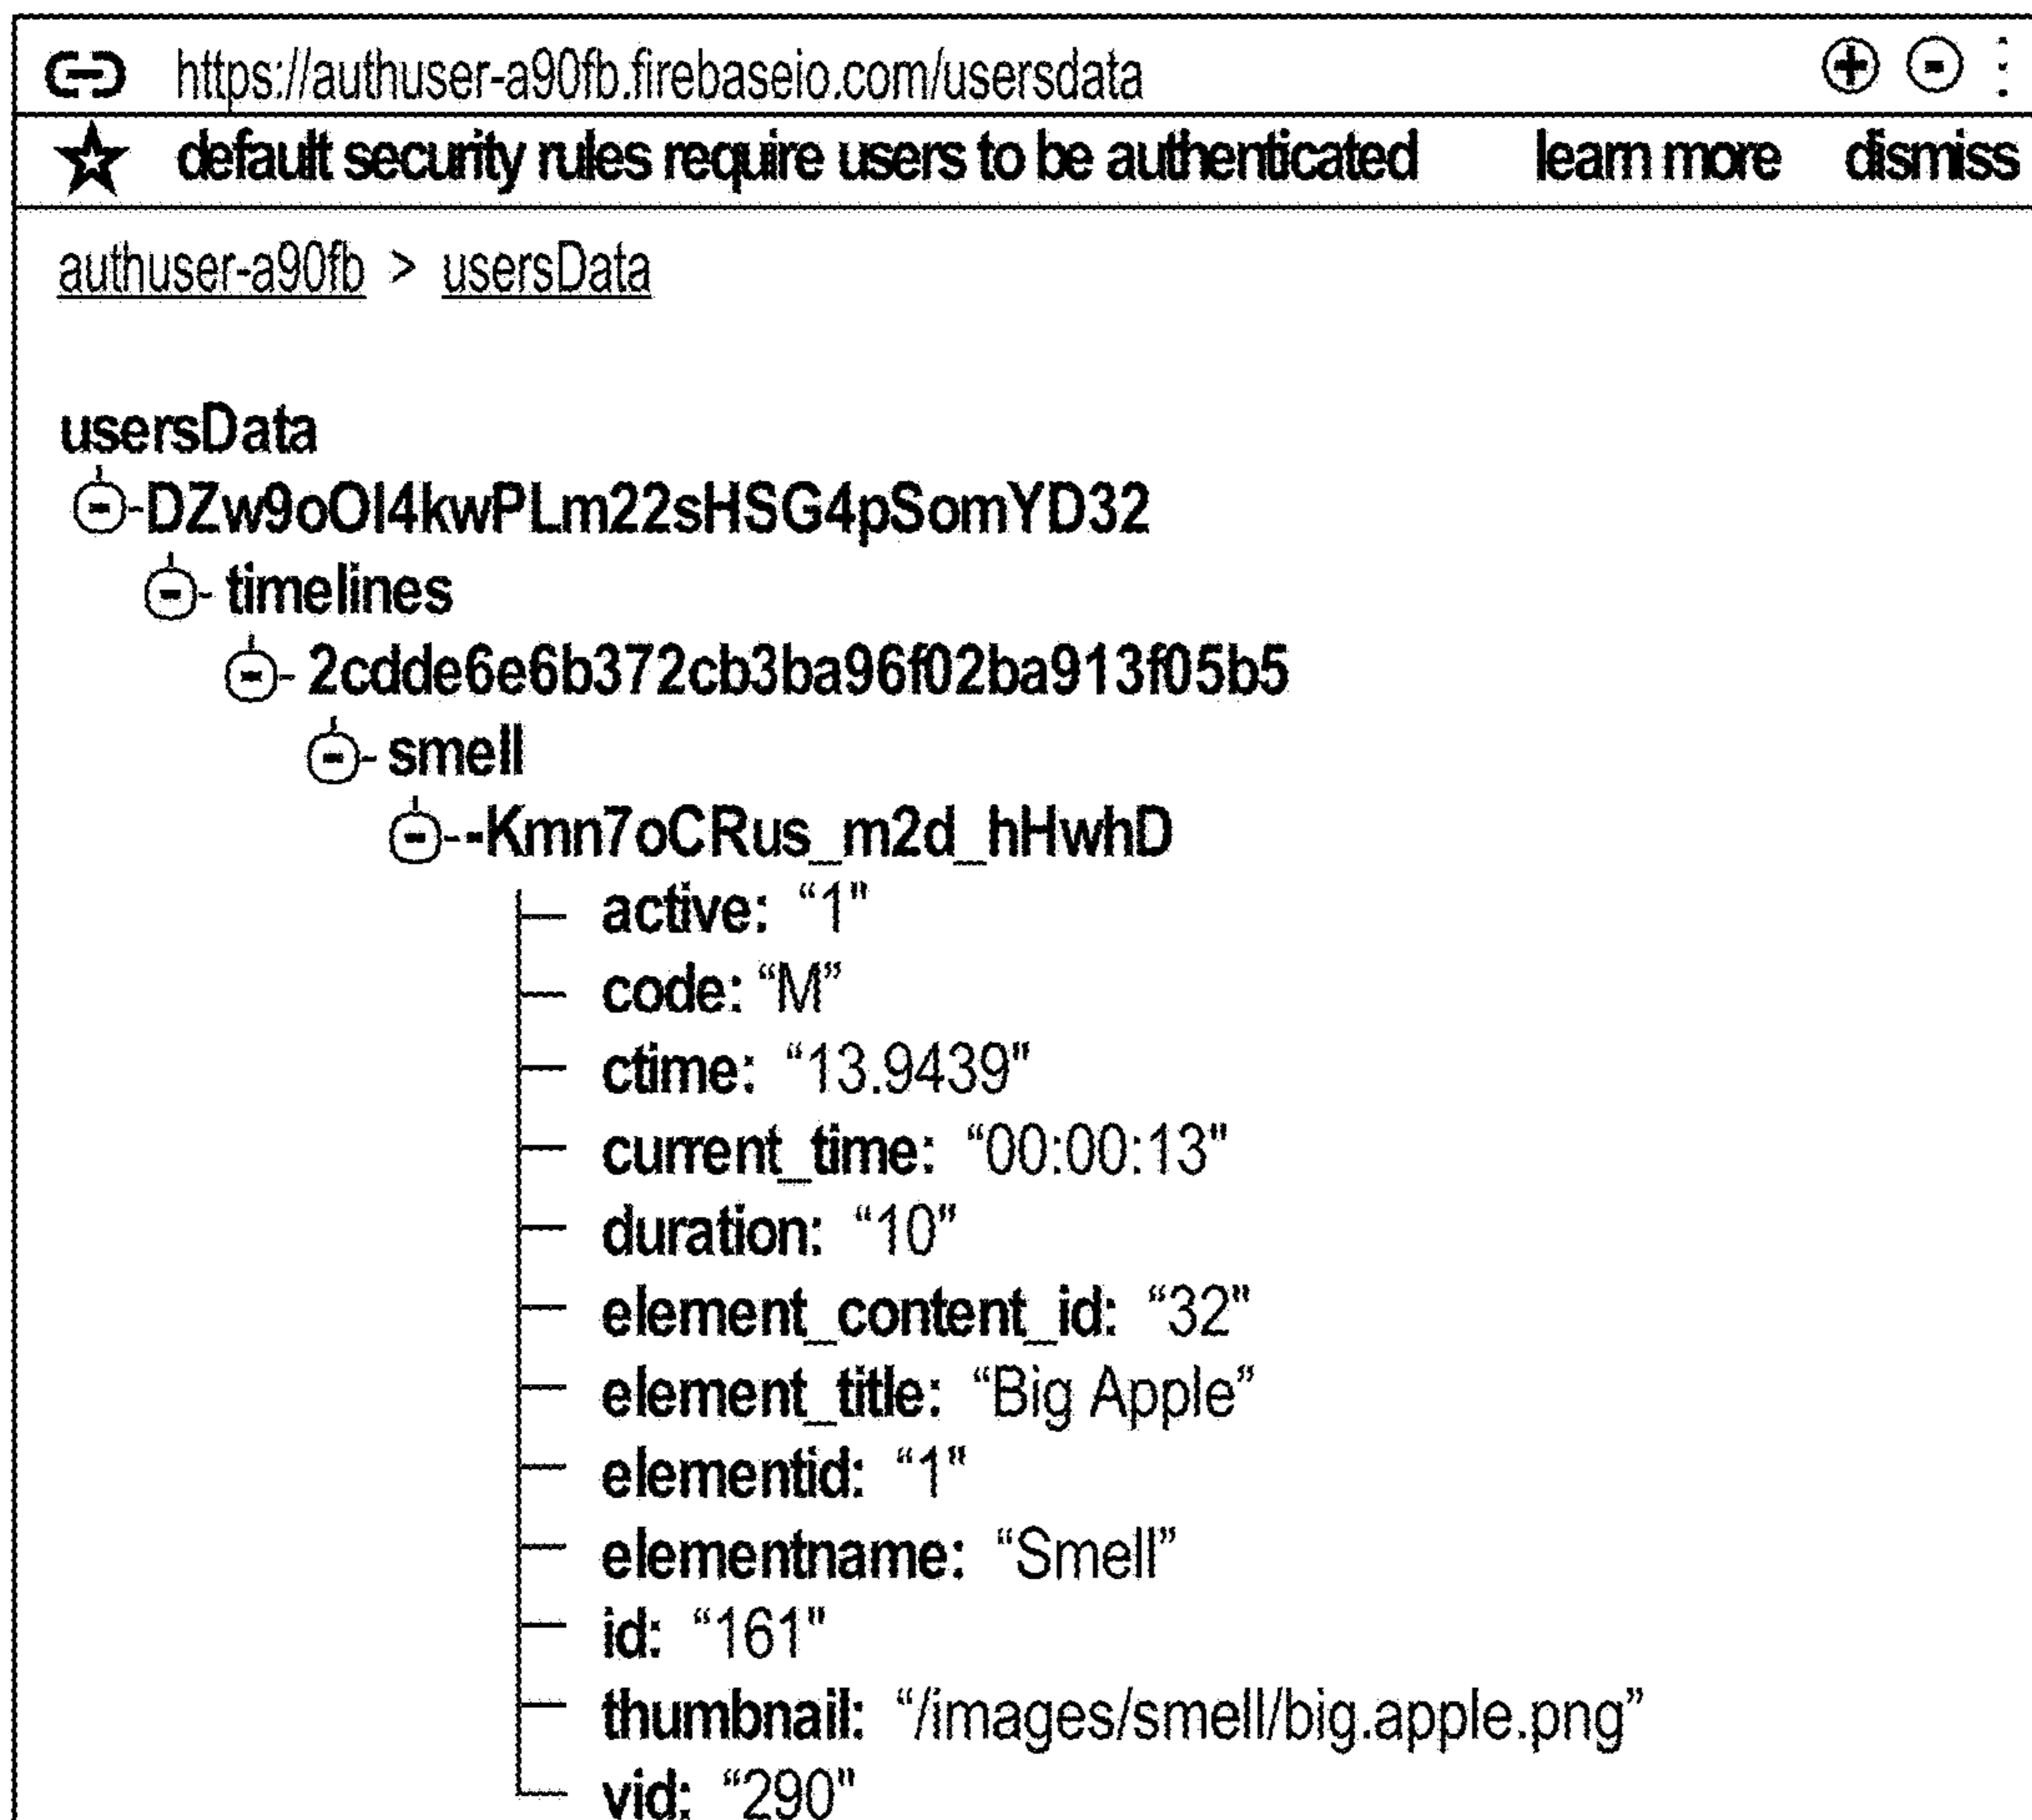 https://authuser-a90fb.firebaseio.com/usersdata
default security rules require users to be authenticated learn more dismiss
authuser-a90fb > usersData
usersData
DZw9oOI4kwPLm22sHSG4pSomYD32
timelines
2cdde6e6b372cb3ba96f02ba913f05b5
smell
-Kmn7oCRus_m2d_hHwhD
active: “1"
code: “M”
ctime: “13.9439"
current_time: “00:00:13"
duration: “10”
element_content_id: “32"
element_title: “Big Apple”
elementid: “1"
elementname: “Smell”
id: “161"
thumbnail: “/images/smell/big.apple.png”
vid: “290”